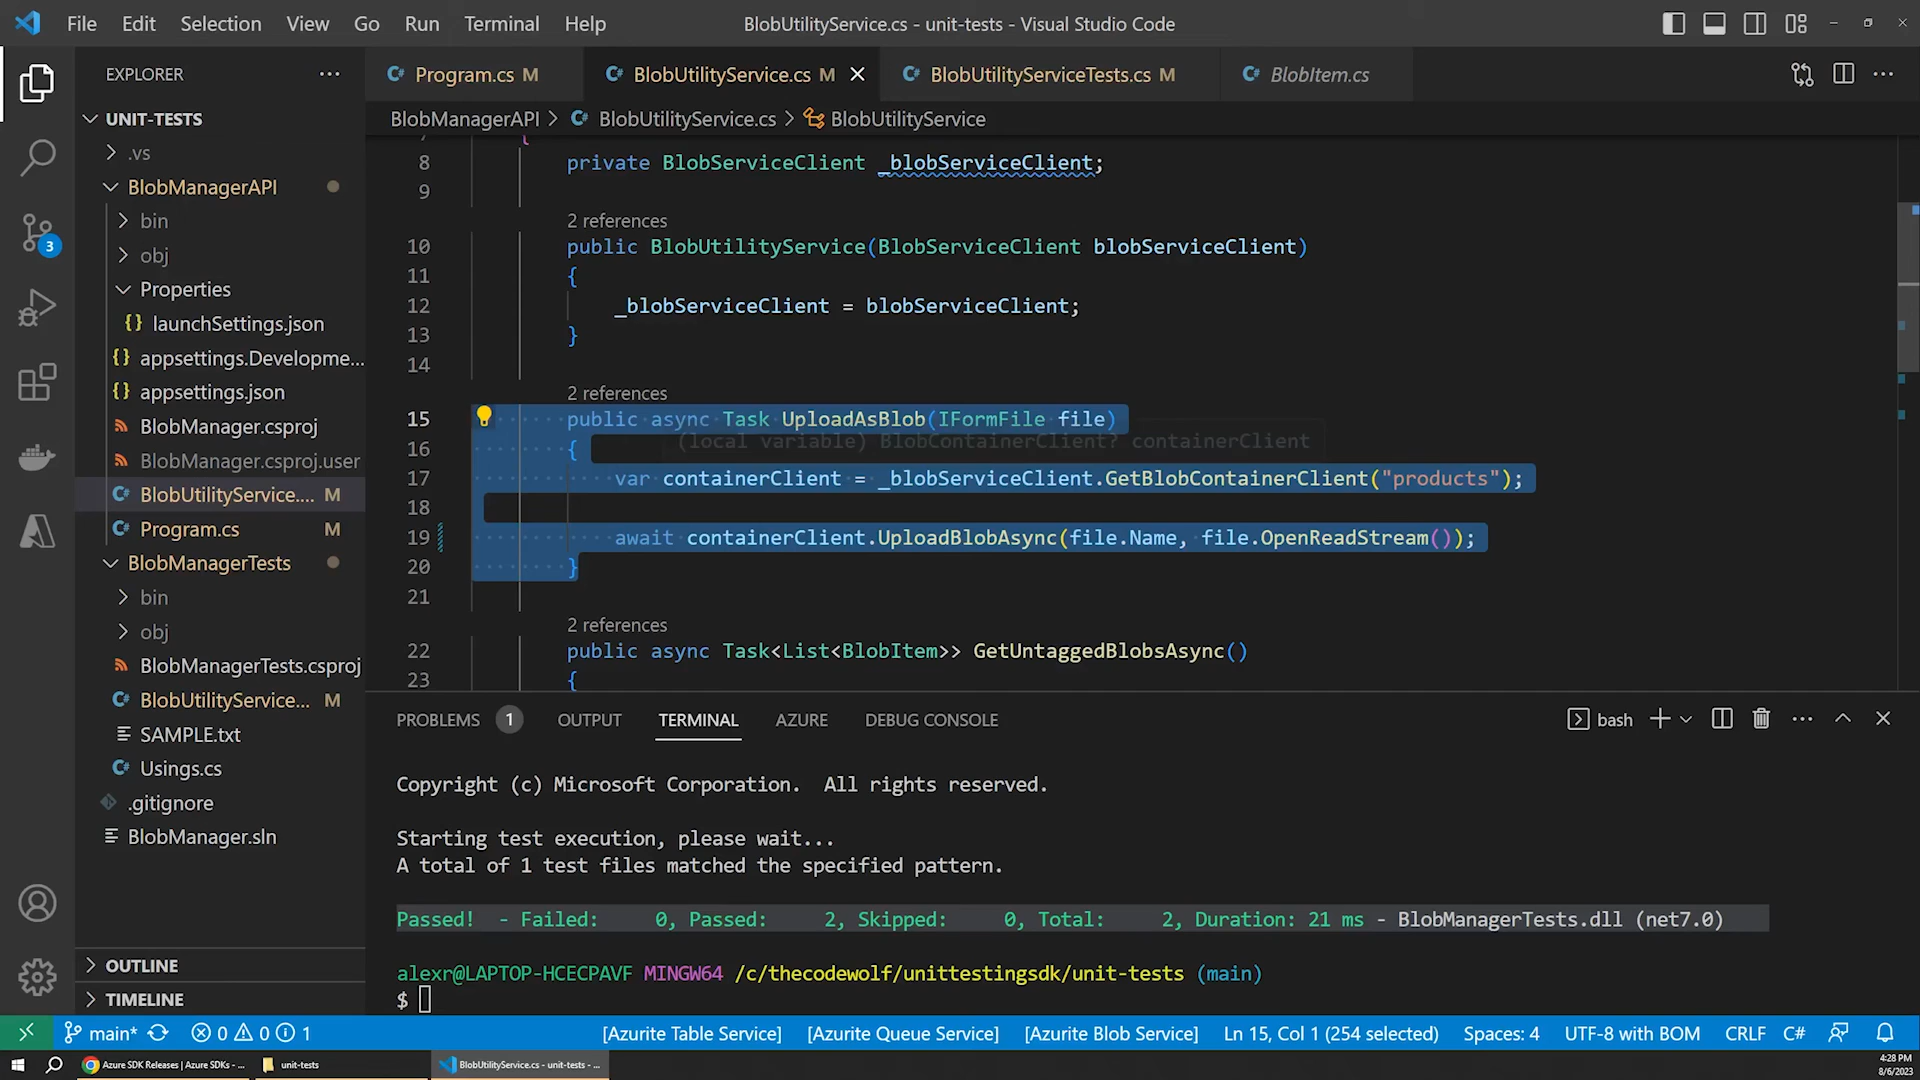 File Edit Selection View Go Run Terminal Help BlobUtilityService.cs - unit-tests - Visual Studio Code
EXPLORER
Program.cs M BlobUtilityService.cs M BlobUtilityServiceTests.cs M BlobItem.cs
BlobManagerAPI > BlobUtilityService.cs > BlobUtilityService
UNIT-TESTS
.vs
BlobManagerAPI
bin
obj
Properties
launchSettings.json
appsettings.Developme...
appsettings.json
BlobManager.csproj
BlobManager.csproj.user
BlobUtilityService.... M
Program.cs M
BlobManagerTests
bin
obj
BlobManagerTests.csproj
BlobUtilityService... M
SAMPLE.txt
Usings.cs
.gitignore
BlobManager.sln
OUTLINE
TIMELINE
3
7 {
8 private BlobServiceClient _blobServiceClient;
9
2 references
10 public BlobUtilityService(BlobServiceClient blobServiceClient)
11 {
12 _blobServiceClient = blobServiceClient;
13 }
14
2 references
15 public async Task UploadAsBlob(IFormFile file)
(local variable) BlobContainerClient? containerClient
16 {
17 var containerClient = _blobServiceClient.GetBlobContainerClient("products");
18
19 await containerClient.UploadBlobAsync(file.Name, file.OpenReadStream());
20 }
21
2 references
22 public async Task<List<BlobItem>> GetUntaggedBlobsAsync()
23 {
PROBLEMS 1 OUTPUT TERMINAL AZURE DEBUG CONSOLE bash
Copyright (c) Microsoft Corporation. All rights reserved.
Starting test execution, please wait...
A total of 1 test files matched the specified pattern.
Passed! - Failed: 0, Passed: 2, Skipped: 0, Total: 2, Duration: 21 ms - BlobManagerTests.dll (net7.0)
alexr@LAPTOP-HCECPAVF MINGW64 /c/thecodewolf/unittestingsdk/unit-tests (main)
$
main* 0 0 1 [Azurite Table Service] [Azurite Queue Service] [Azurite Blob Service] Ln 15, Col 1 (254 selected) Spaces: 4 UTF-8 with BOM CRLF C#
Azure SDK Releases | Azure SDKs - ... unit-tests BlobUtilityService.cs - unit-tests - ... 4:28 PM
8/6/2023